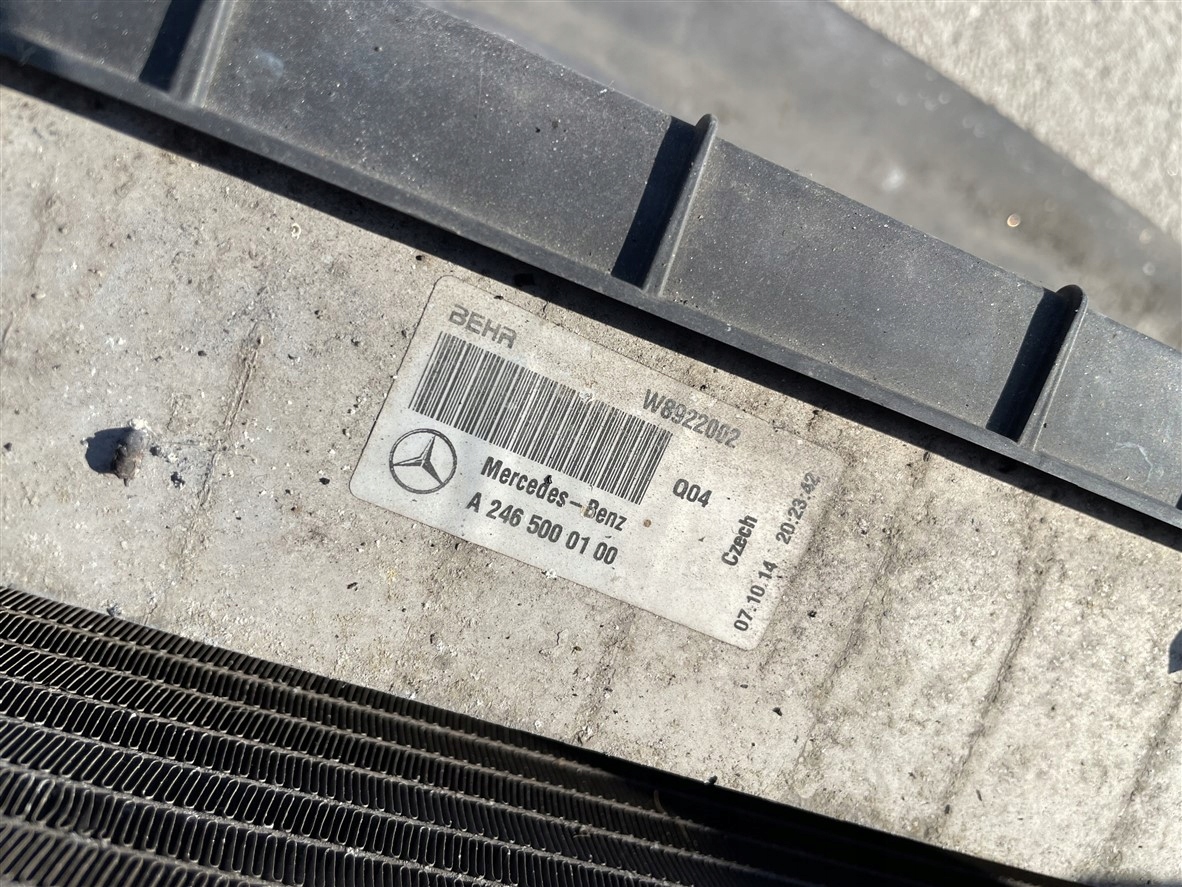 BEHR
W8922002
Mercedes-Benz
Q04
A 246 500 01 00
Czech
07.10.14 20:23:42